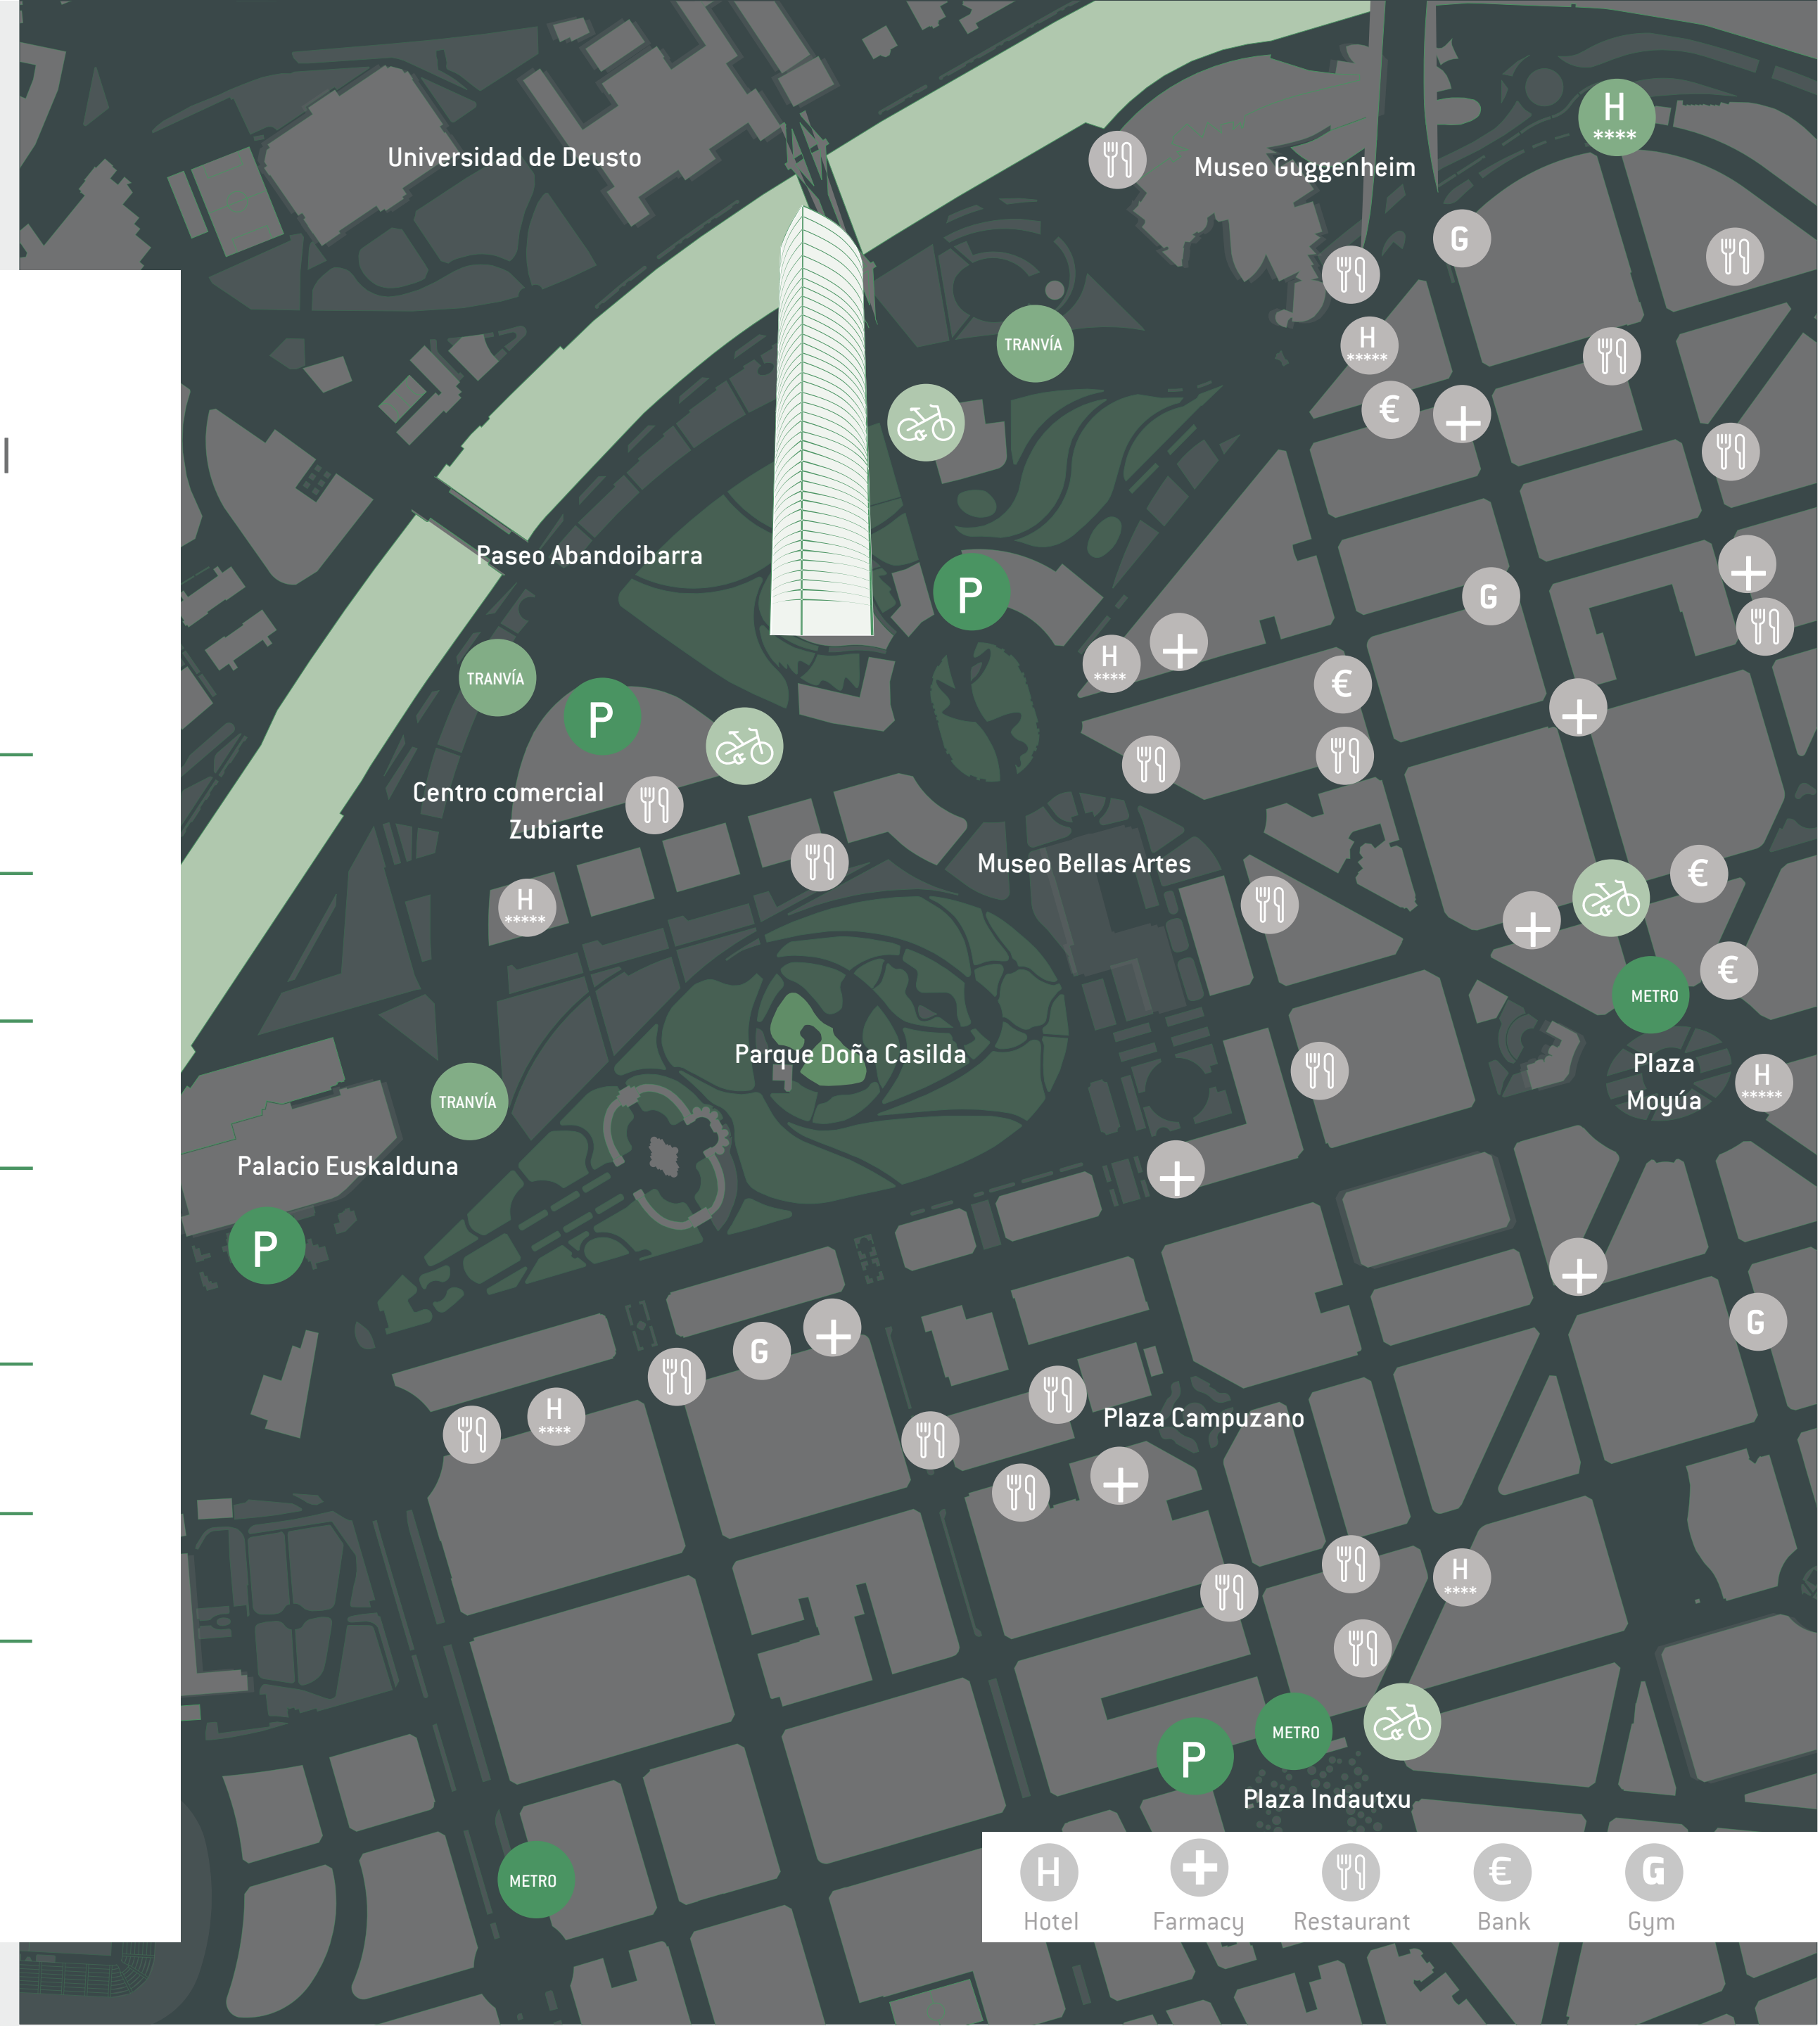 H
****
Universidad de Deusto
Museo Guggenheim
G
TRANVÍA
H
*****
€
Paseo Abandoibarra
P
G
H
****
TRANVÍA
€
P
Centro comercial
Zubiarte
Museo Bellas Artes
€
H
*****
€
METRO
Parque Doña Casilda
Plaza
Moyúa
H
*****
TRANVÍA
Palacio Euskalduna
P
G
G
H
****
Plaza Campuzano
H
****
METRO
P
Plaza Indautxu
METRO
H
€
G
Hotel
Farmacy
Restaurant
Bank
Gym